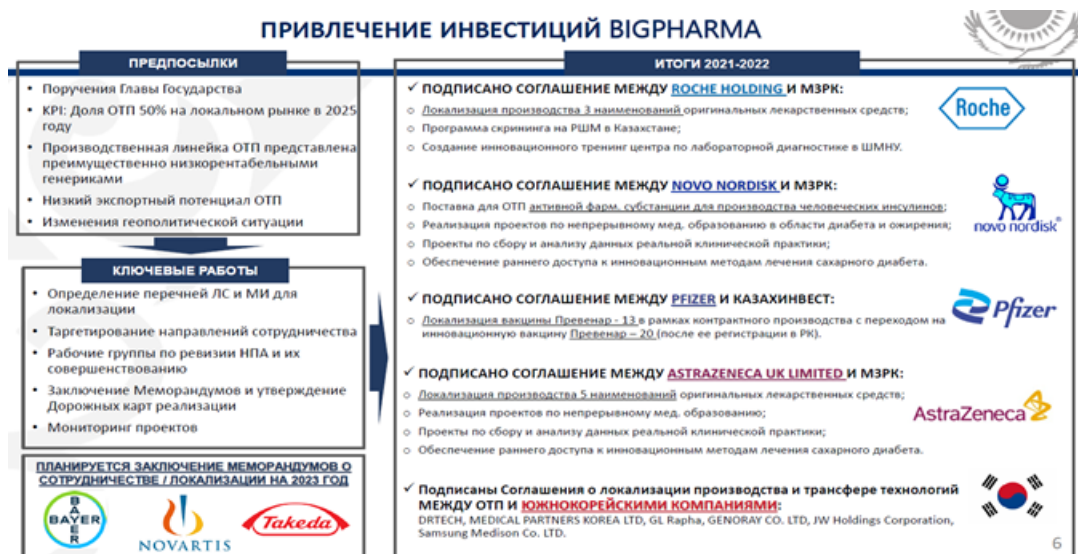 ПРИВЛЕЧЕНИЕ ИНВЕСТИЦИЙ BIGPHARMA
ПРЕДПОСЫЛКИ
• Поручения Главы Государства
• KPI: Доля ОТП 50% на локальном рынке в 2025
году
• Производственная линейка ОТП представлена
преимущественно низкорентабельными
генериками
• Низкий экспортный потенциал ОТП
• Изменения геополитической ситуации
КЛЮЧЕВЫЕ РАБОТЫ
• Определение перечней ЛС и МИ для
локализации
• Таргетирование направлений сотрудничества
• Рабочие группы по ревизии НПА и их
совершенствованию
• Заключение Меморандумов и утверждение
Дорожных карт реализации
• Мониторинг проектов
ПЛАНИРУЕТСЯ ЗАКЛЮЧЕНИЕ МЕМОРАНДУМОВ О
СОТРУДНИЧЕСТВЕ / ЛОКАЛИЗАЦИИ НА 2023 ГОД
BAYER
BAYER
NOVARTIS
Takeda
ИТОГИ 2021-2022
✓ ПОДПИСАНО СОГЛАШЕНИЕ МЕЖДУ ROCHE HOLDING И МЗРК:
○ Локализация производства 3 наименований оригинальных лекарственных средств;
○ Программа скрининга на РШМ в Казахстане;
○ Создание инновационного тренинг центра по лабораторной диагностике в ШМНУ.
Roche
✓ ПОДПИСАНО СОГЛАШЕНИЕ МЕЖДУ NOVO NORDISK И МЗРК:
○ Поставка для ОТП активной фарм. субстанции для производства человеческих инсулинов;
○ Реализация проектов по непрерывному мед. образованию в области диабета и ожирения;
○ Проекты по сбору и анализу данных реальной клинической практики;
○ Обеспечение раннего доступа к инновационным методам лечения сахарного диабета.
novo nordisk®
✓ ПОДПИСАНО СОГЛАШЕНИЕ МЕЖДУ PFIZER И КАЗАХИНВЕСТ:
○ Локализация вакцины Превенар - 13 в рамках контрактного производства с переходом на
инновационную вакцину Превенар – 20 (после ее регистрации в РК).
Pfizer
✓ ПОДПИСАНО СОГЛАШЕНИЕ МЕЖДУ ASTRAZENECA UK LIMITED И МЗРК:
○ Локализация производства 5 наименований оригинальных лекарственных средств;
○ Реализация проектов по непрерывному мед. образованию;
○ Проекты по сбору и анализу данных реальной клинической практики;
○ Обеспечение раннего доступа к инновационным методам лечения сахарного диабета.
AstraZeneca
✓ Подписаны Соглашения о локализации производства и трансфере технологий
МЕЖДУ ОТП И ЮЖНОКОРЕЙСКИМИ КОМПАНИЯМИ:
DRTECH, MEDICAL PARTNERS KOREA LTD, GL Rapha, GENORAY CO. LTD, JW Holdings Corporation,
Samsung Medison Co. LTD.
6